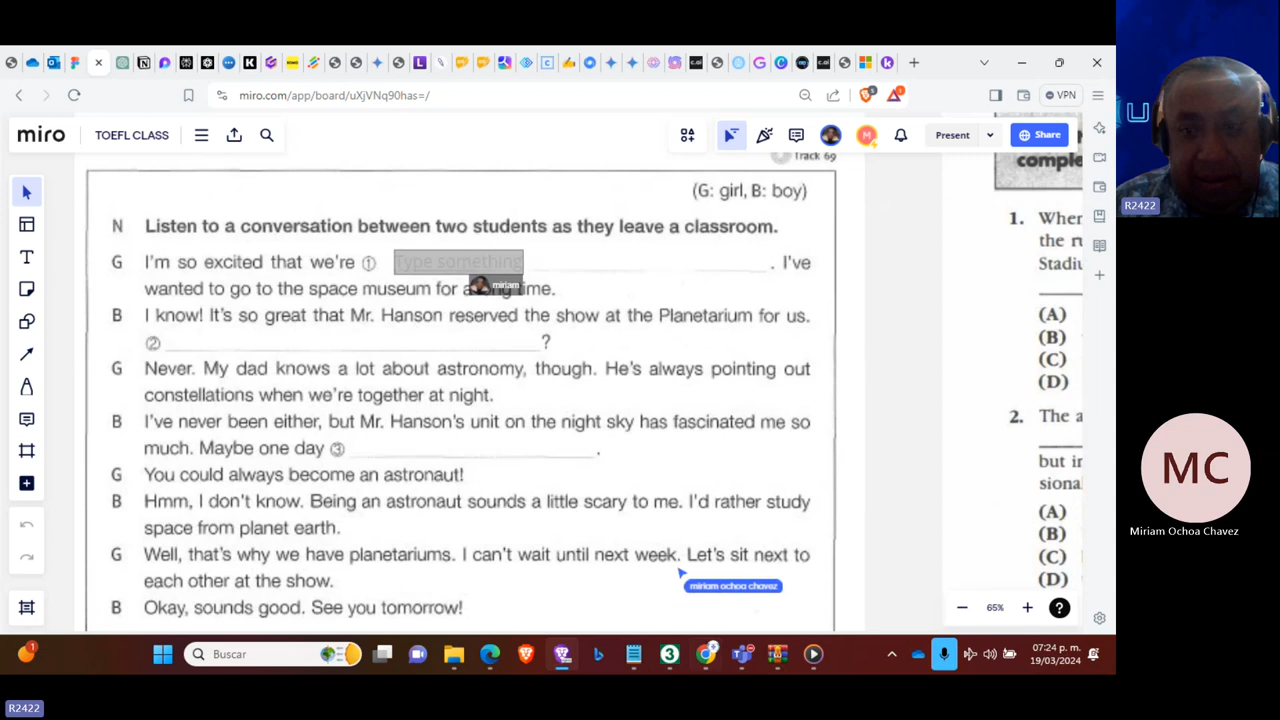 miro.com/app/board/uXjVNq90has=/
VPN
miro
TOEFL CLASS
Present
Share
Track 69
(G: girl, B: boy)
N Listen to a conversation between two students as they leave a classroom.
G I'm so excited that we're ① Type something . I've
miriam
wanted to go to the space museum for a long time.
B I know! It's so great that Mr. Hanson reserved the show at the Planetarium for us.
② ?
G Never. My dad knows a lot about astronomy, though. He's always pointing out
constellations when we're together at night.
B I've never been either, but Mr. Hanson's unit on the night sky has fascinated me so
much. Maybe one day ③ .
G You could always become an astronaut!
B Hmm, I don't know. Being an astronaut sounds a little scary to me. I'd rather study
space from planet earth.
G Well, that's why we have planetariums. I can't wait until next week. Let's sit next to
miriam ochoa chavez
each other at the show.
B Okay, sounds good. See you tomorrow!
comple
1. When
the ru
Stadiu
(A)
(B)
(C)
(D)
2. The a
but in
siona
(A)
(B)
(C)
(D)
65%
Buscar
07:24 p. m.
19/03/2024
R2422
MC
Miriam Ochoa Chavez
R2422